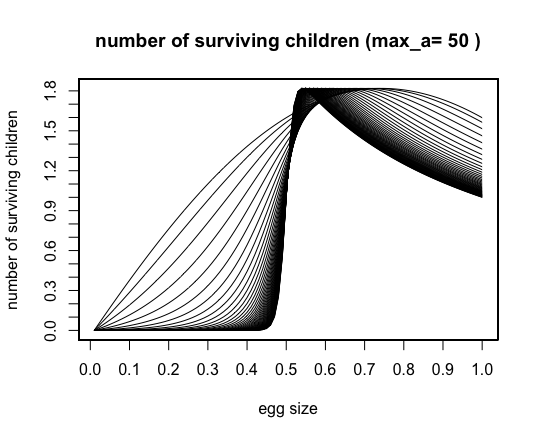 number of surviving children (max_a= 50 )
number of surviving children
0.0 0.3 0.6 0.9 1.2 1.5 1.8
0.0 0.1 0.2 0.3 0.4 0.5 0.6 0.7 0.8 0.9 1.0
egg size